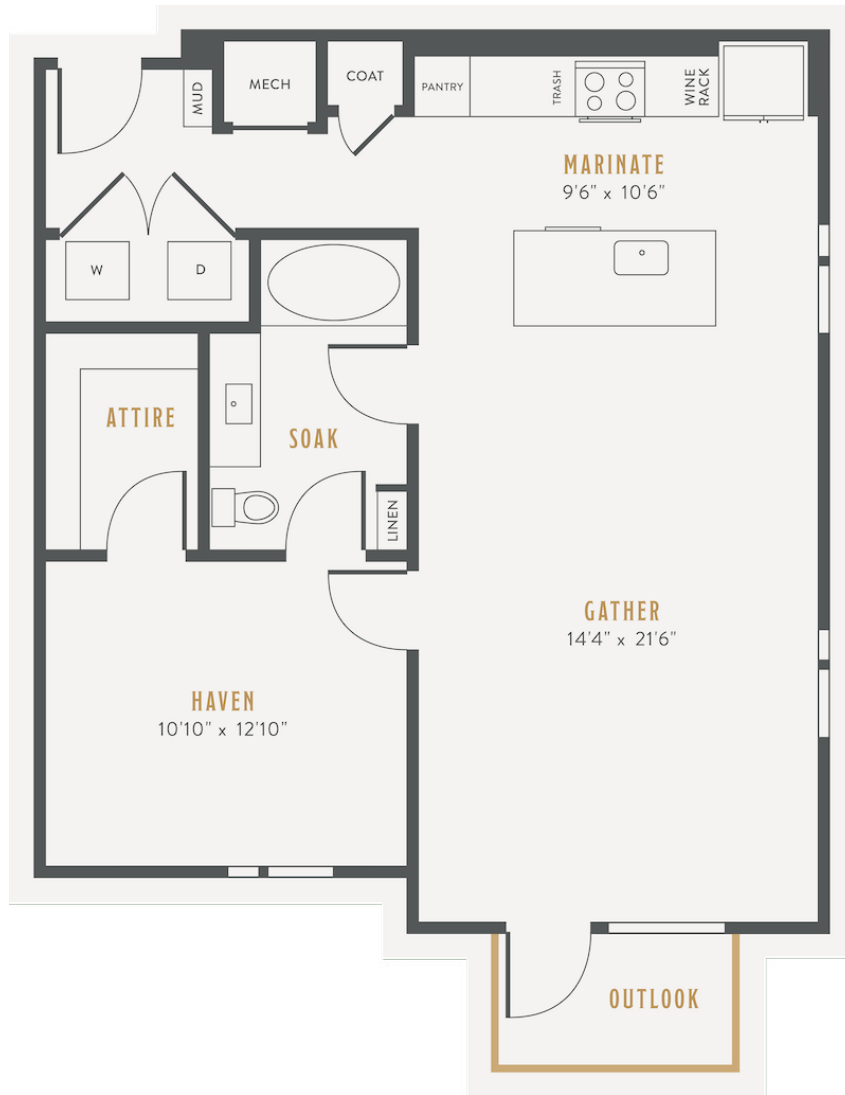 MUD
MECH
COAT
PANTRY
TRASH
WINE
RACK
MARINATE
9'6" x 10'6"
W
D
ATTIRE
SOAK
LINEN
GATHER
14'4" x 21'6"
HAVEN
10'10" x 12'10"
OUTLOOK